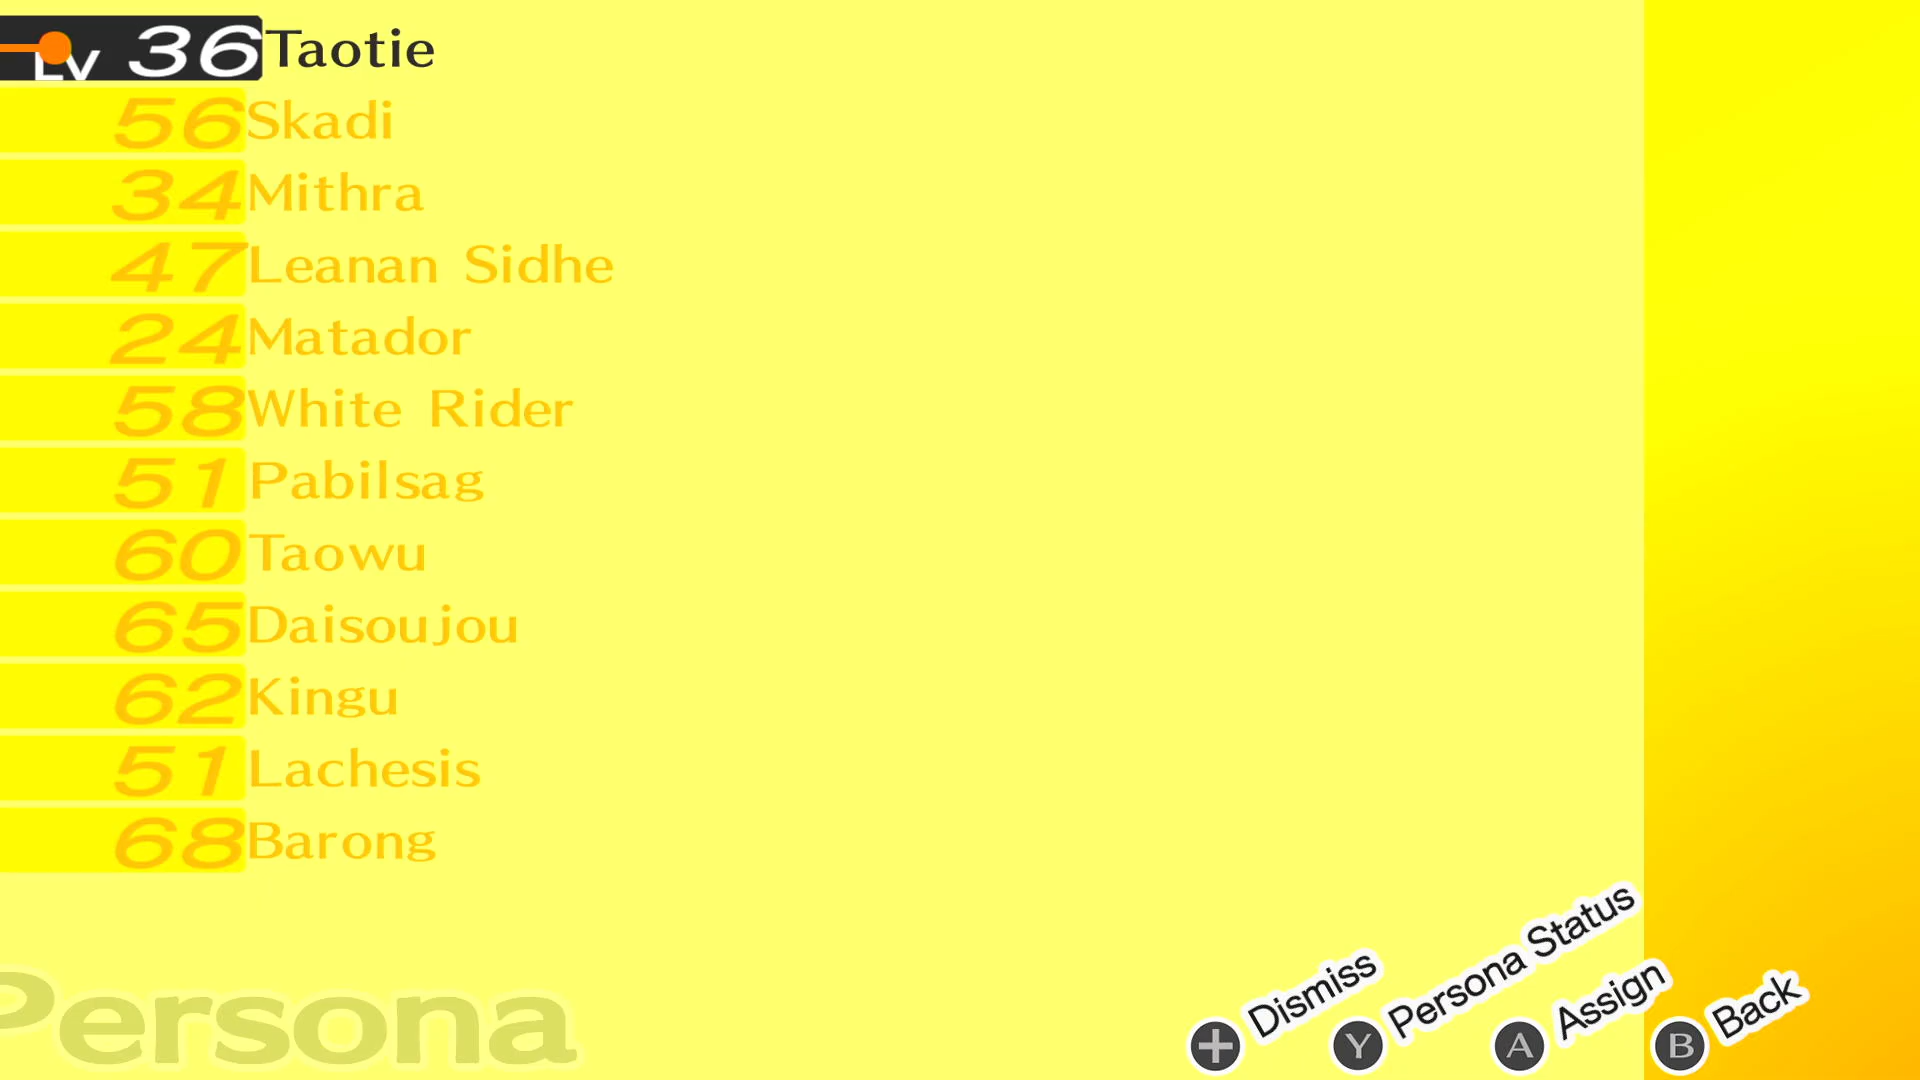 Lv 36 Taotie
56 Skadi
34 Mithra
47 Leanan Sidhe
24 Matador
58 White Rider
51 Pabilsag
60 Taowu
65 Daisoujou
62 Kingu
51 Lachesis
68 Barong
Persona
+ Dismiss Y Persona Status A Assign B Back